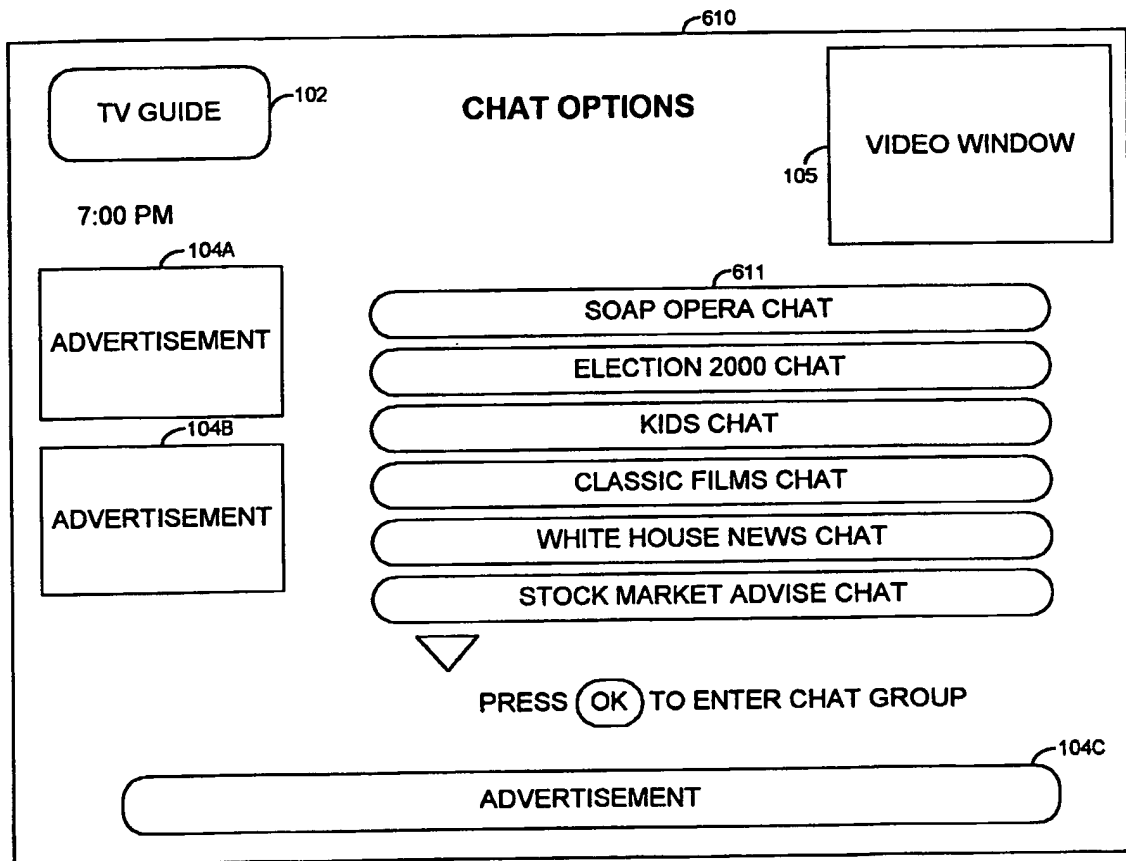 610
TV GUIDE
102
CHAT OPTIONS
VIDEO WINDOW
105
7:00 PM
104A
ADVERTISEMENT
104B
ADVERTISEMENT
611
SOAP OPERA CHAT
ELECTION 2000 CHAT
KIDS CHAT
CLASSIC FILMS CHAT
WHITE HOUSE NEWS CHAT
STOCK MARKET ADVISE CHAT
PRESS OK TO ENTER CHAT GROUP
104C
ADVERTISEMENT